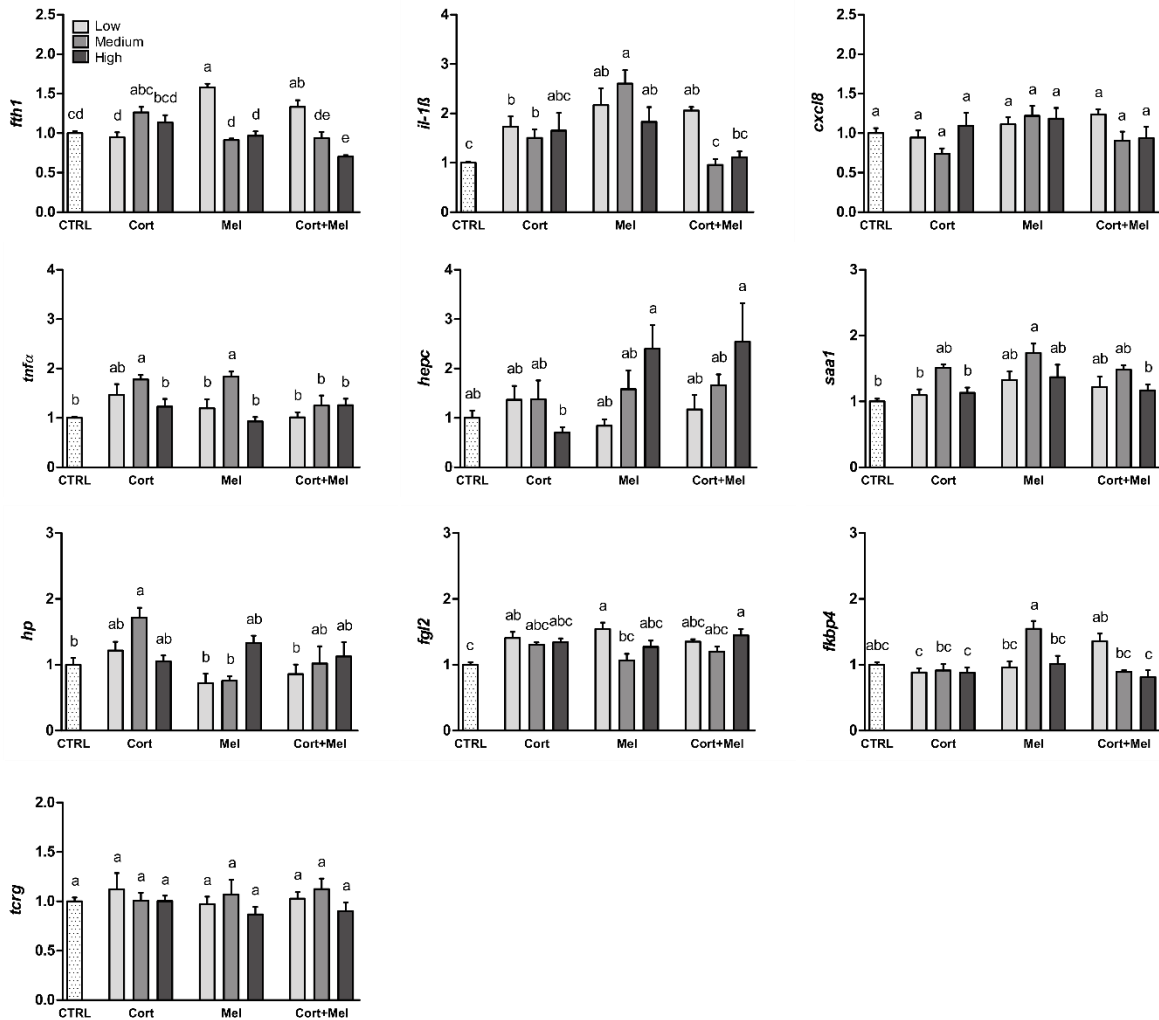 fth1
2.5
2.0
1.5
1.0
0.5
0.0
Low
Medium
High
cd
d
abc
bcd
a
d
d
ab
de
e
CTRL Cort Mel Cort+Mel
il-1ß
4
3
2
1
0
c
b
b
abc
ab
a
ab
ab
c
bc
CTRL Cort Mel Cort+Mel
cxcl8
2.5
2.0
1.5
1.0
0.5
0.0
a
a
a
a
a
a
a
a
a
a
CTRL Cort Mel Cort+Mel
tnfα
4
3
2
1
0
b
ab
a
b
b
a
b
b
b
b
CTRL Cort Mel Cort+Mel
hepc
4
3
2
1
0
ab
ab
ab
b
ab
ab
a
ab
ab
a
CTRL Cort Mel Cort+Mel
saa1
3
2
1
0
b
b
ab
b
ab
a
ab
ab
ab
b
CTRL Cort Mel Cort+Mel
hp
3
2
1
0
b
ab
a
ab
b
b
ab
b
ab
ab
CTRL Cort Mel Cort+Mel
fgl2
3
2
1
0
c
ab
abc
abc
a
bc
abc
abc
abc
a
CTRL Cort Mel Cort+Mel
fkbp4
3
2
1
0
abc
c
bc
c
bc
a
bc
ab
bc
c
CTRL Cort Mel Cort+Mel
tcrg
2.0
1.5
1.0
0.5
0.0
a
a
a
a
a
a
a
a
a
a
CTRL Cort Mel Cort+Mel